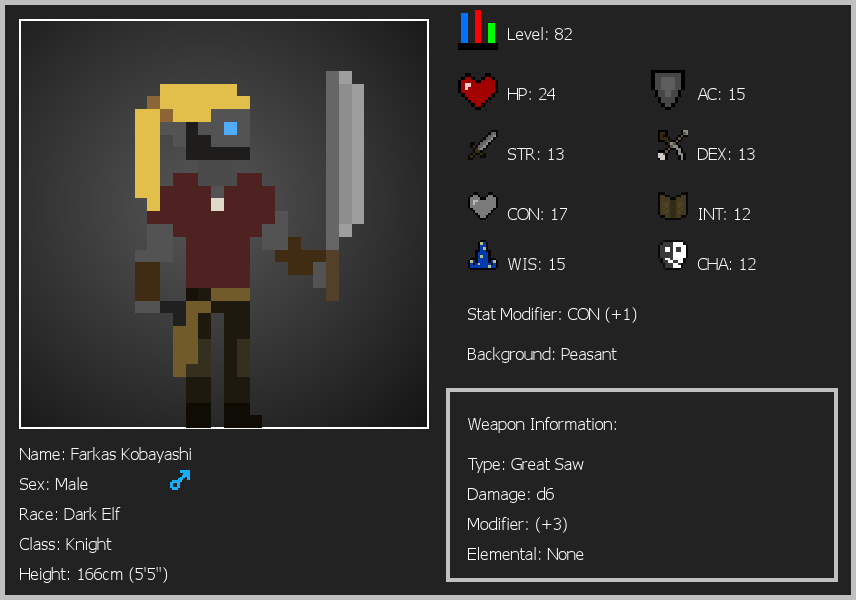 Level: 82
HP: 24
AC: 15
STR: 13
DEX: 13
CON: 17
INT: 12
WIS: 15
CHA: 12
Stat Modifier: CON (+1)
Background: Peasant
Weapon Information:
Type: Great Saw
Damage: d6
Modifier: (+3)
Elemental: None
Name: Farkas Kobayashi
Sex: Male
Race: Dark Elf
Class: Knight
Height: 166cm (5'5")